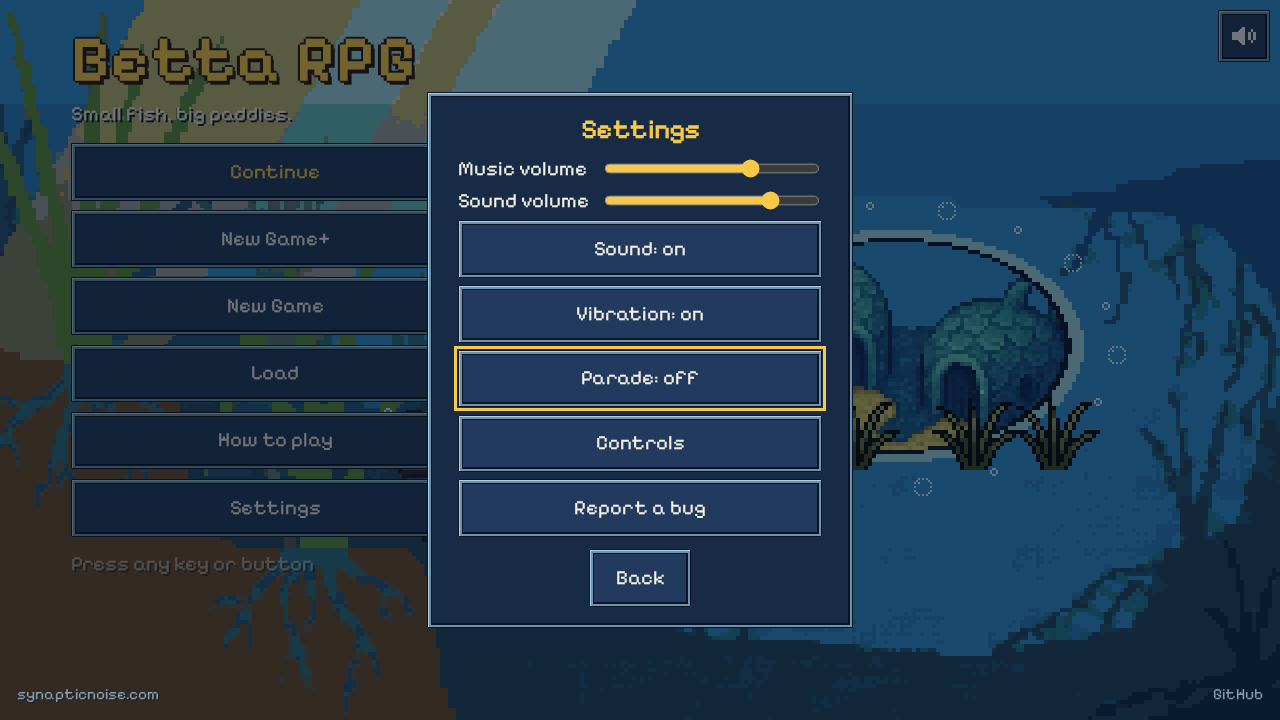 Betta RPG
Small fish, big paddies.
Continue
New Game+
New Game
Load
How to play
Settings
Press any key or button
Settings
Music volume
Sound volume
Sound: on
Vibration: on
Parade: off
Controls
Report a bug
Back
synapticnoise.com
GitHub